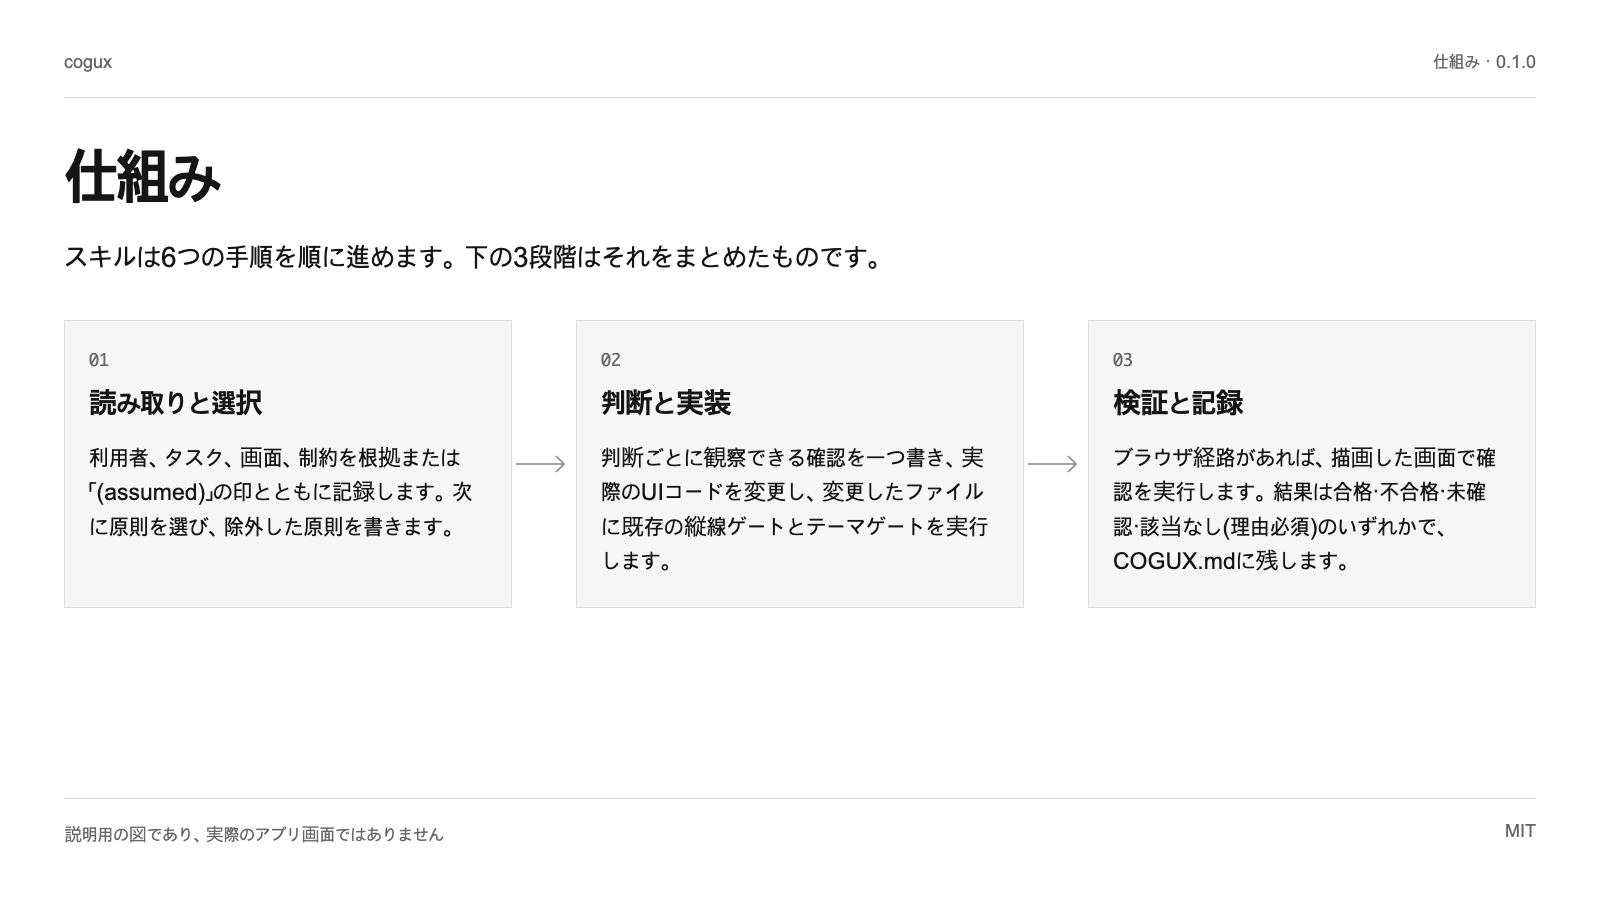 cogux
仕組み · 0.1.0
仕組み
スキルは6つの手順を順に進めます。下の3段階はそれをまとめたものです。
01
読み取りと選択
利用者、タスク、画面、制約を根拠または
「(assumed)」の印とともに記録します。次
に原則を選び、除外した原則を書きます。
02
判断と実装
判断ごとに観察できる確認を一つ書き、実
際のUIコードを変更し、変更したファイル
に既存の縦線ゲートとテーマゲートを実行
します。
03
検証と記録
ブラウザ経路があれば、描画した画面で確
認を実行します。結果は合格·不合格·未確
認·該当なし(理由必須)のいずれかで、
COGUX.mdに残します。
説明用の図であり、実際のアプリ画面ではありません
MIT